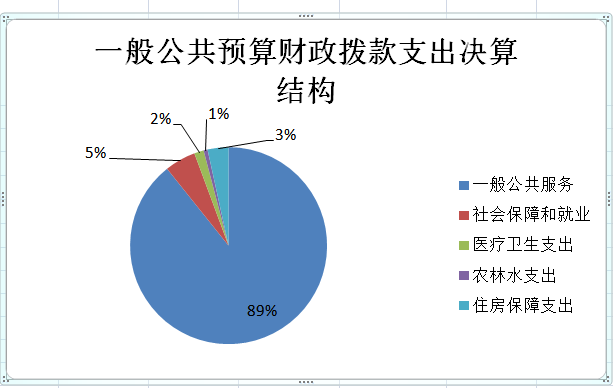 一般公共预算财政拨款支出决算
结构
1%
2%
3%
5%
一般公共服务
社会保障和就业
医疗卫生支出
农林水支出
住房保障支出
89%